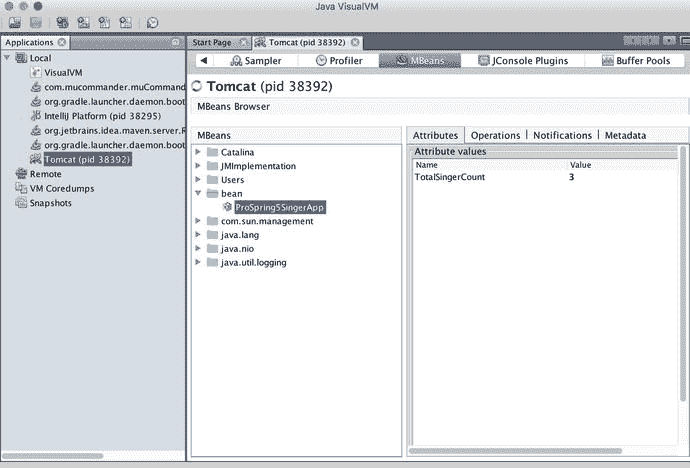 Java VisualVM
Applications
Start Page
Tomcat (pid 38392)
Local
VisualVM
com.mucommander.muCommande
org.gradle.launcher.daemon.boot
IntelliJ Platform (pid 38295)
org.jetbrains.idea.maven.server.R
org.gradle.launcher.daemon.boot
Tomcat (pid 38392)
Remote
VM Coredumps
Snapshots
Sampler
Profiler
MBeans
JConsole Plugins
Buffer Pools
Tomcat (pid 38392)
MBeans Browser
MBeans
Catalina
JMImplementation
Users
bean
ProSpring5SingerApp
com.sun.management
java.lang
java.nio
java.util.logging
Attributes
Operations
Notifications
Metadata
Attribute values
Name Value
TotalSingerCount 3